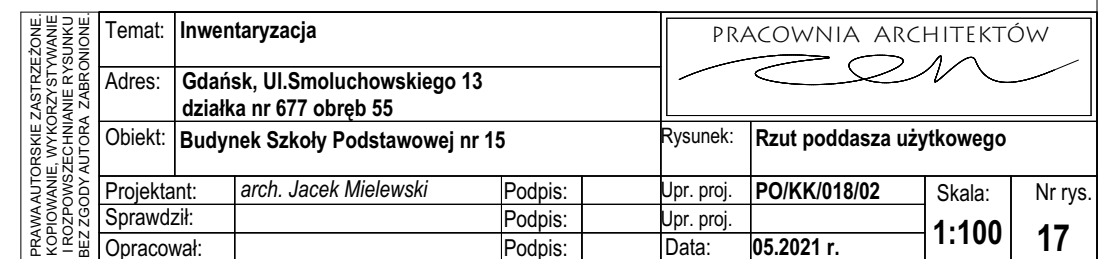 PRAWA AUTORSKIE ZASTRZEŻONE.
KOPIOWANIE, WYKORZYSTYWANIE
I ROZPOWSZECHNIANIE RYSUNKU
BEZ ZGODY AUTORA ZABRONIONE.
Temat: Inwentaryzacja
Adres: Gdańsk, Ul.Smoluchowskiego 13
działka nr 677 obręb 55
PRACOWNIA ARCHITEKTÓW
cen
Obiekt: Budynek Szkoły Podstawowej nr 15
Rysunek: Rzut poddasza użytkowego
Projektant: arch. Jacek Mielewski Podpis: Upr. proj. PO/KK/018/02
Sprawdził: Podpis: Upr. proj.
Opracował: Podpis: Data: 05.2021 r.
Skala: 1:100
Nr rys. 17